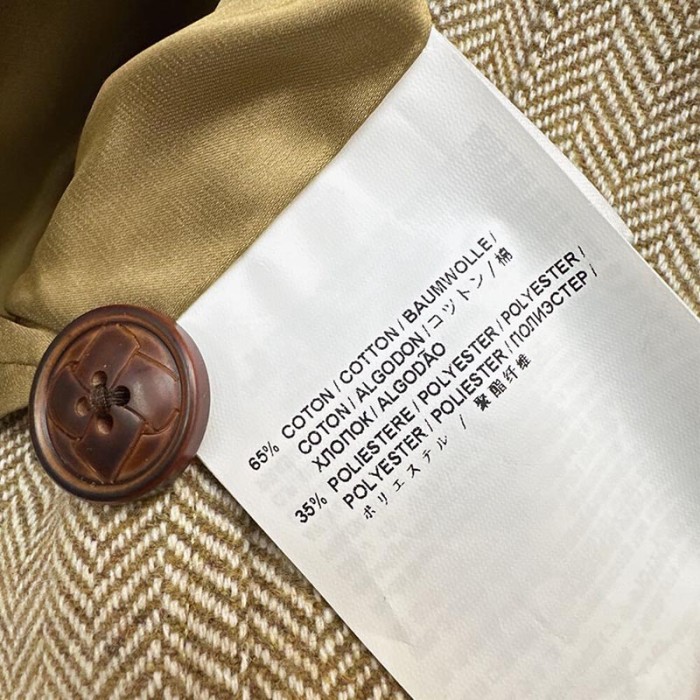 65% COTON / COTTON / BAUMWOLLE /
COTONI / ALGODON / コットン / 棉
ХЛОПОК / ALGODÃO
35% POLIESTERE / POLYESTER / POLYESTER /
POLYESTER / POLIESTER / ПОЛИЭСТЕР /
ポリエステル / 聚酯纤维